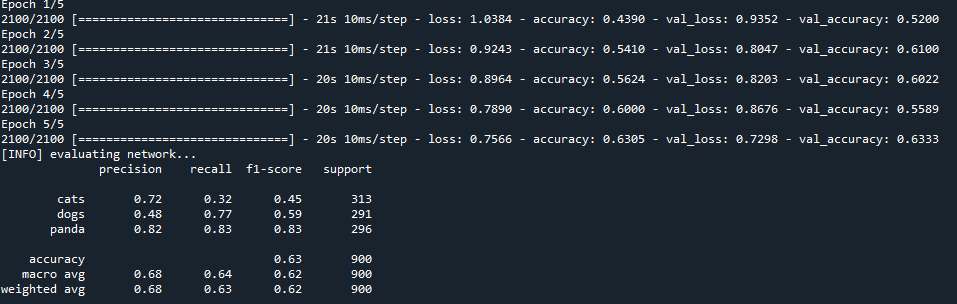 Epoch 1/5
2100/2100 [==============================] - 21s 10ms/step - loss: 1.0384 - accuracy: 0.4390 - val_loss: 0.9352 - val_accuracy: 0.5200
Epoch 2/5
2100/2100 [==============================] - 21s 10ms/step - loss: 0.9243 - accuracy: 0.5410 - val_loss: 0.8047 - val_accuracy: 0.6100
Epoch 3/5
2100/2100 [==============================] - 20s 10ms/step - loss: 0.8964 - accuracy: 0.5624 - val_loss: 0.8203 - val_accuracy: 0.6022
Epoch 4/5
2100/2100 [==============================] - 20s 10ms/step - loss: 0.7890 - accuracy: 0.6000 - val_loss: 0.8676 - val_accuracy: 0.5589
Epoch 5/5
2100/2100 [==============================] - 20s 10ms/step - loss: 0.7566 - accuracy: 0.6305 - val_loss: 0.7298 - val_accuracy: 0.6333
[INFO] evaluating network...
precision recall f1-score support
cats 0.72 0.32 0.45 313
dogs 0.48 0.77 0.59 291
panda 0.82 0.83 0.83 296
accuracy 0.63 900
macro avg 0.68 0.64 0.62 900
weighted avg 0.68 0.63 0.62 900